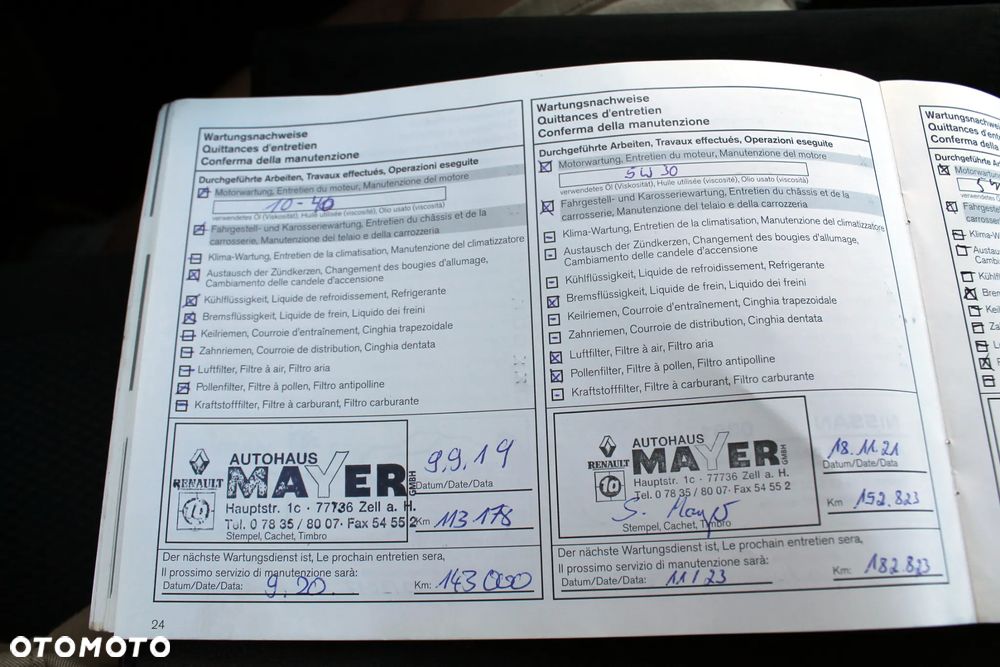 Wartungsnachweise
Quittances d'entretien
Conferma della manutenzione
Durchgeführte Arbeiten, Travaux effectués, Operazioni eseguite
Motorwartung, Entretien du moteur, Manutenzione del motore
10-40
verwendetes Öl (Viskosität), Huile utilisée (viscosité), Olio usato (viscosità)
Fahrgestell- und Karosseriewartung, Entretien du châssis et de la
carrosserie, Manutenzione del telaio e della carrozzeria
Klima-Wartung, Entretien de la climatisation, Manutenzione del climatizzatore
Austausch der Zündkerzen, Changement des bougies d'allumage,
Cambiamento delle candele d'accensione
Kühlflüssigkeit, Liquide de refroidissement, Refrigerante
Bremsflüssigkeit, Liquide de frein, Liquido dei freini
Keilriemen, Courroie d'entraînement, Cinghia trapezoidale
Zahnriemen, Courroie de distribution, Cinghia dentata
Luftfilter, Filtre à air, Filtro aria
Pollenfilter, Filtre à pollen, Filtro antipolline
Kraftstofffilter, Filtre à carburant, Filtro carburante
RENAULT
AUTOHAUS
MAYER
GMBH
Hauptstr. 1c · 77736 Zell a. H.
Tel. 0 78 35 / 80 07 · Fax 54 55 2
Stempel, Cachet, Timbro
9.9.19
Datum/Date/Data
Km 113 178
Der nächste Wartungsdienst ist, Le prochain entretien sera,
Il prossimo servizio di manutenzione sarà:
Datum/Date/Data: 9.20 Km: 143 000
24
Wartungsnachweise
Quittances d'entretien
Conferma della manutenzione
Durchgeführte Arbeiten, Travaux effectués, Operazioni eseguite
Motorwartung, Entretien du moteur, Manutenzione del motore
5W30
verwendetes Öl (Viskosität), Huile utilisée (viscosité), Olio usato (viscosità)
Fahrgestell- und Karosseriewartung, Entretien du châssis et de la
carrosserie, Manutenzione del telaio e della carrozzeria
Klima-Wartung, Entretien de la climatisation, Manutenzione del climatizzatore
Austausch der Zündkerzen, Changement des bougies d'allumage,
Cambiamento delle candele d'accensione
Kühlflüssigkeit, Liquide de refroidissement, Refrigerante
Bremsflüssigkeit, Liquide de frein, Liquido dei freini
Keilriemen, Courroie d'entraînement, Cinghia trapezoidale
Zahnriemen, Courroie de distribution, Cinghia dentata
Luftfilter, Filtre à air, Filtro aria
Pollenfilter, Filtre à pollen, Filtro antipolline
Kraftstofffilter, Filtre à carburant, Filtro carburante
RENAULT
AUTOHAUS
MAYER
GMBH
Hauptstr. 1c · 77736 Zell a. H.
Tel. 0 78 35 / 80 07 · Fax 54 55 2
Stempel, Cachet, Timbro
18.11.21
Datum/Date/Data
Km 152.823
Der nächste Wartungsdienst ist, Le prochain entretien sera,
Il prossimo servizio di manutenzione sarà:
Datum/Date/Data: 11/23 Km: 182.823
Wartungsnachweis
Quittances d'ent
Conferma della
Durchgeführte A
OTOMOTO